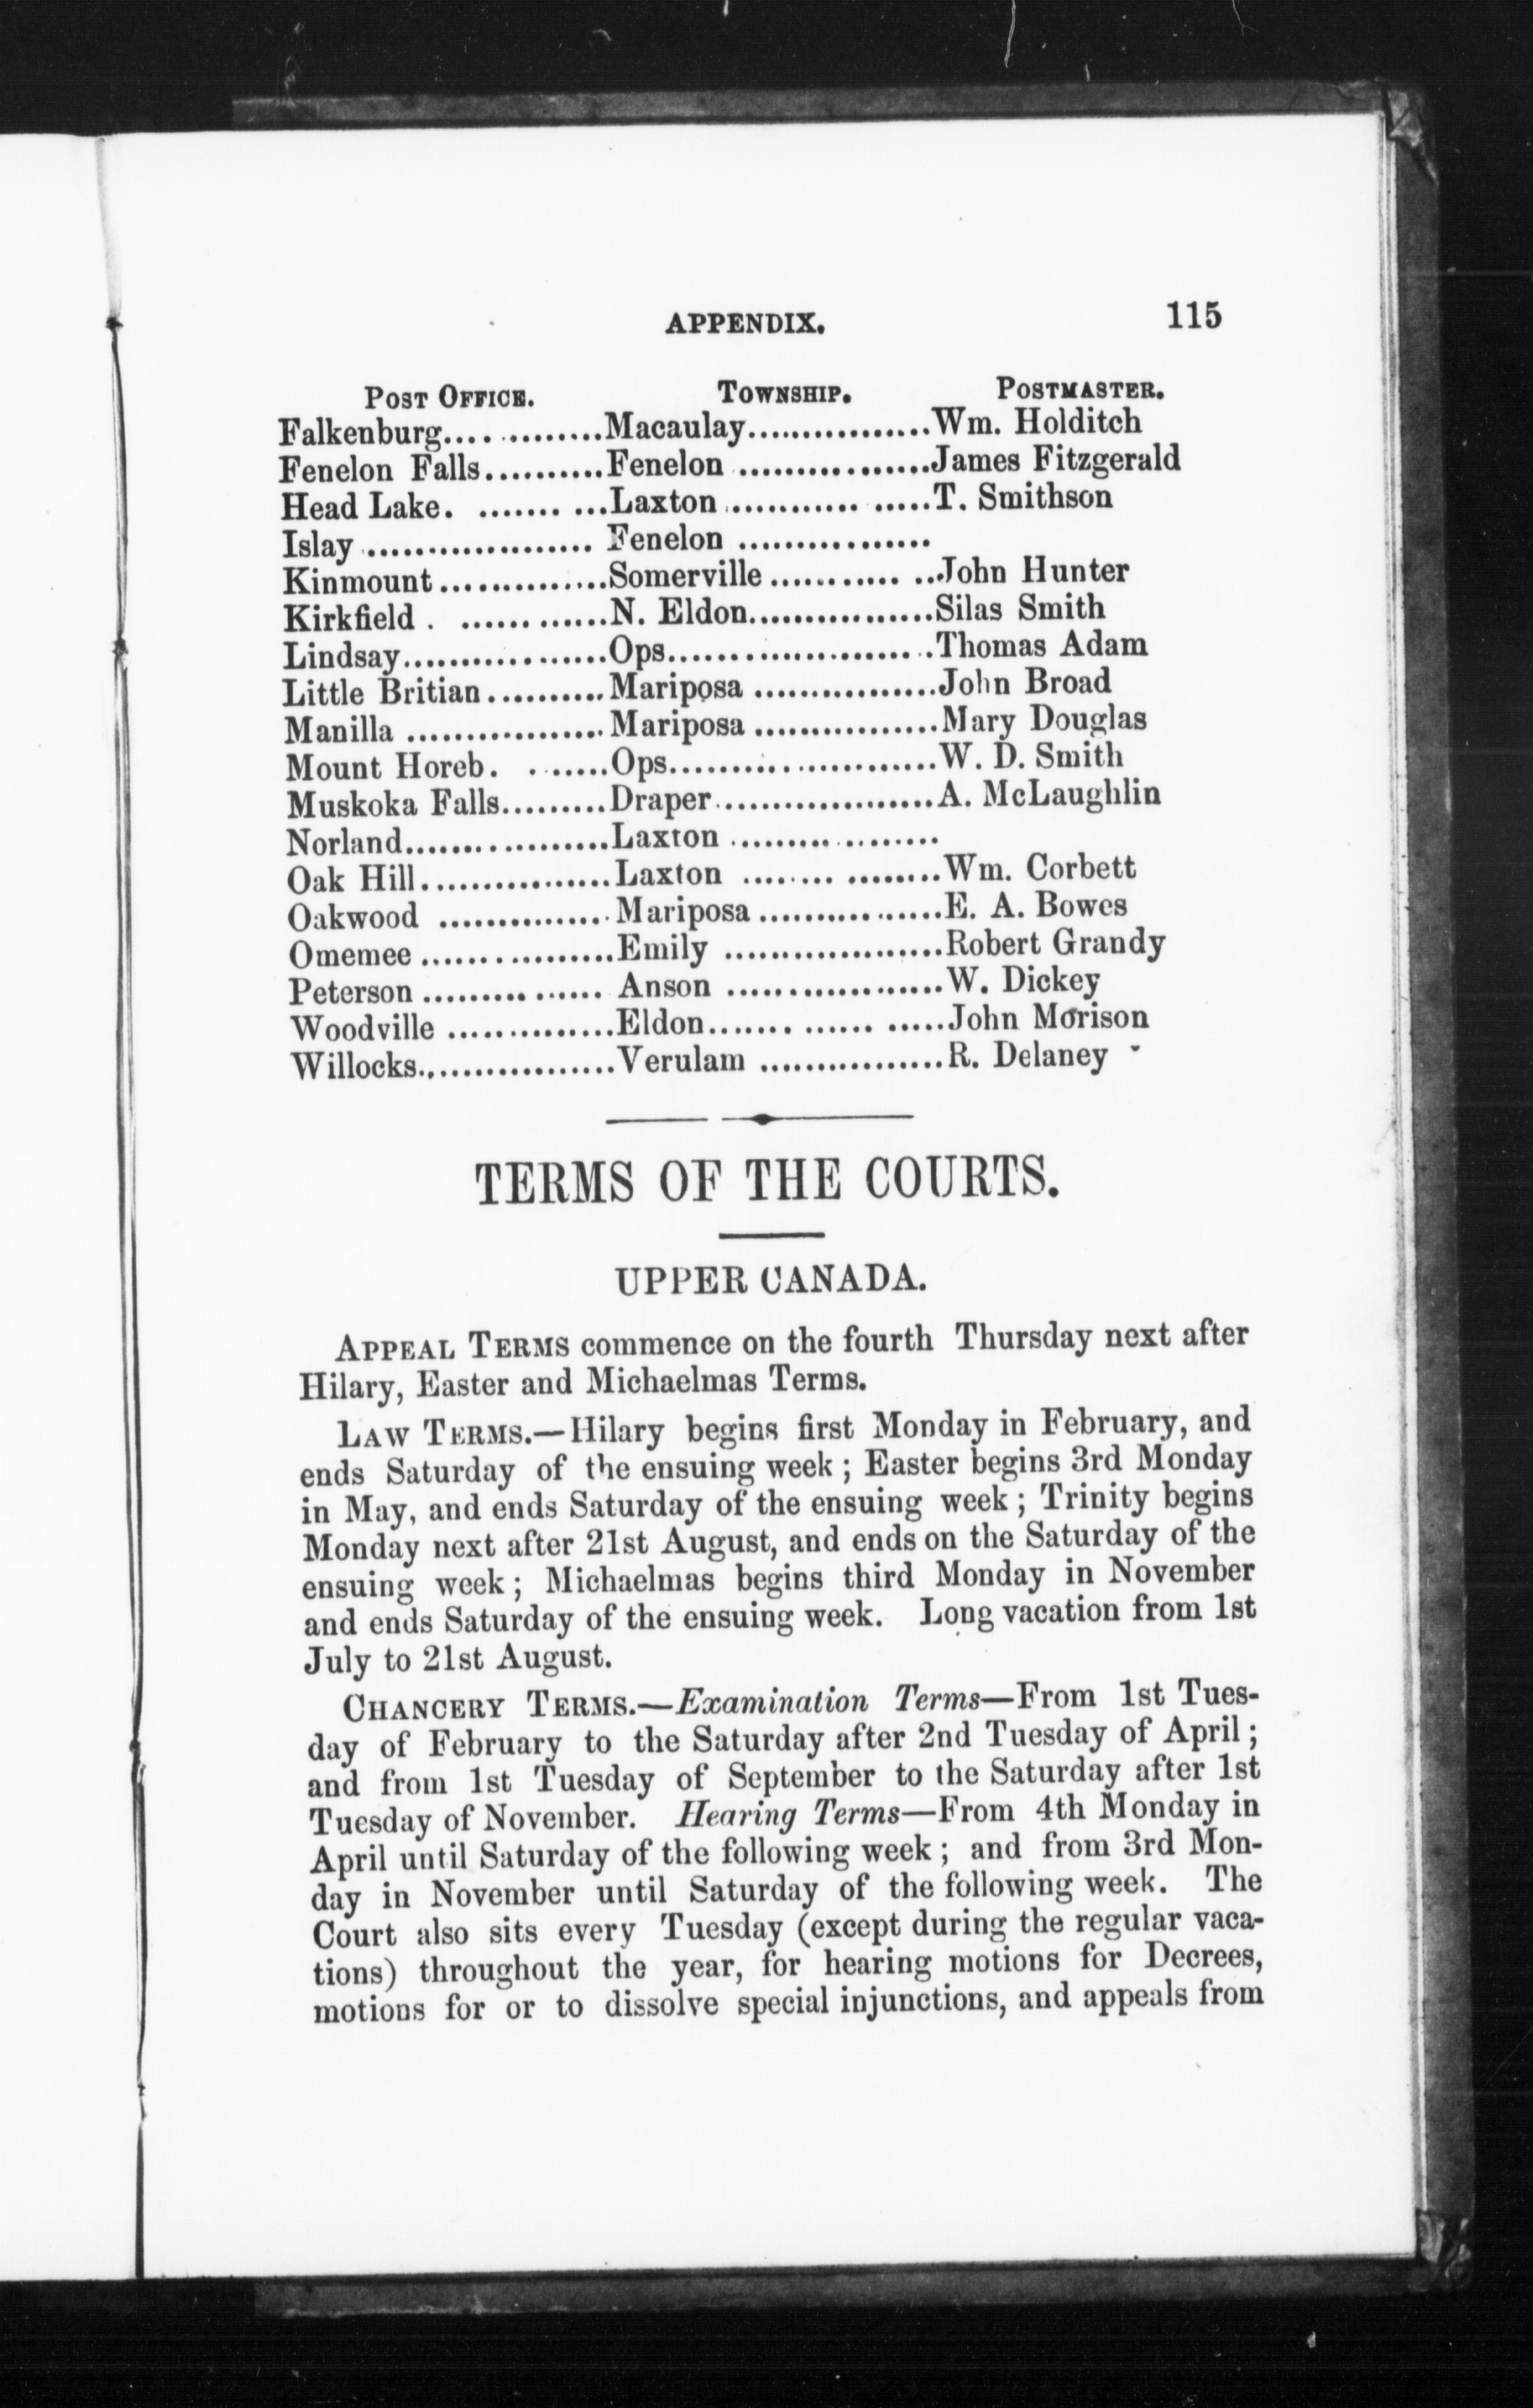 APPENDIX. 115
POST OFFICE. TOWNSHIP. POSTMASTER.
Falkenburg.... ...........Macaulay................Wm. Holditch
Fenelon Falls..........Fenelon .................James Fitzgerald
Head Lake. ....... ...Laxton ............ .....T. Smithson
Islay ................... Fenelon ................
Kinmount..............Somerville........... ..John Hunter
Kirkfield . ............N. Eldon................Silas Smith
Lindsay.................Ops.......................Thomas Adam
Little Britian..........Mariposa ................John Broad
Manilla .................Mariposa ................Mary Douglas
Mount Horeb. .......Ops.......................W. D. Smith
Muskoka Falls.........Draper...................A. McLaughlin
Norland.................Laxton ..................
Oak Hill................Laxton ........ ........Wm. Corbett
Oakwood ...............Mariposa ................E. A. Bowes
Omemee ................Emily ...................Robert Grandy
Peterson ............... Anson ...................W. Dickey
Woodville ..............Eldon....... ...... .....John Morison
Willocks.................Verulam ................R. Delaney
TERMS OF THE COURTS.
UPPER CANADA.
APPEAL TERMS commence on the fourth Thursday next after
Hilary, Easter and Michaelmas Terms.
LAW TERMS.—Hilary begins first Monday in February, and
ends Saturday of the ensuing week; Easter begins 3rd Monday
in May, and ends Saturday of the ensuing week; Trinity begins
Monday next after 21st August, and ends on the Saturday of the
ensuing week; Michaelmas begins third Monday in November
and ends Saturday of the ensuing week. Long vacation from 1st
July to 21st August.
CHANCERY TERMS.—Examination Terms—From 1st Tues-
day of February to the Saturday after 2nd Tuesday of April;
and from 1st Tuesday of September to the Saturday after 1st
Tuesday of November. Hearing Terms—From 4th Monday in
April until Saturday of the following week; and from 3rd Mon-
day in November until Saturday of the following week. The
Court also sits every Tuesday (except during the regular vaca-
tions) throughout the year, for hearing motions for Decrees,
motions for or to dissolve special injunctions, and appeals from